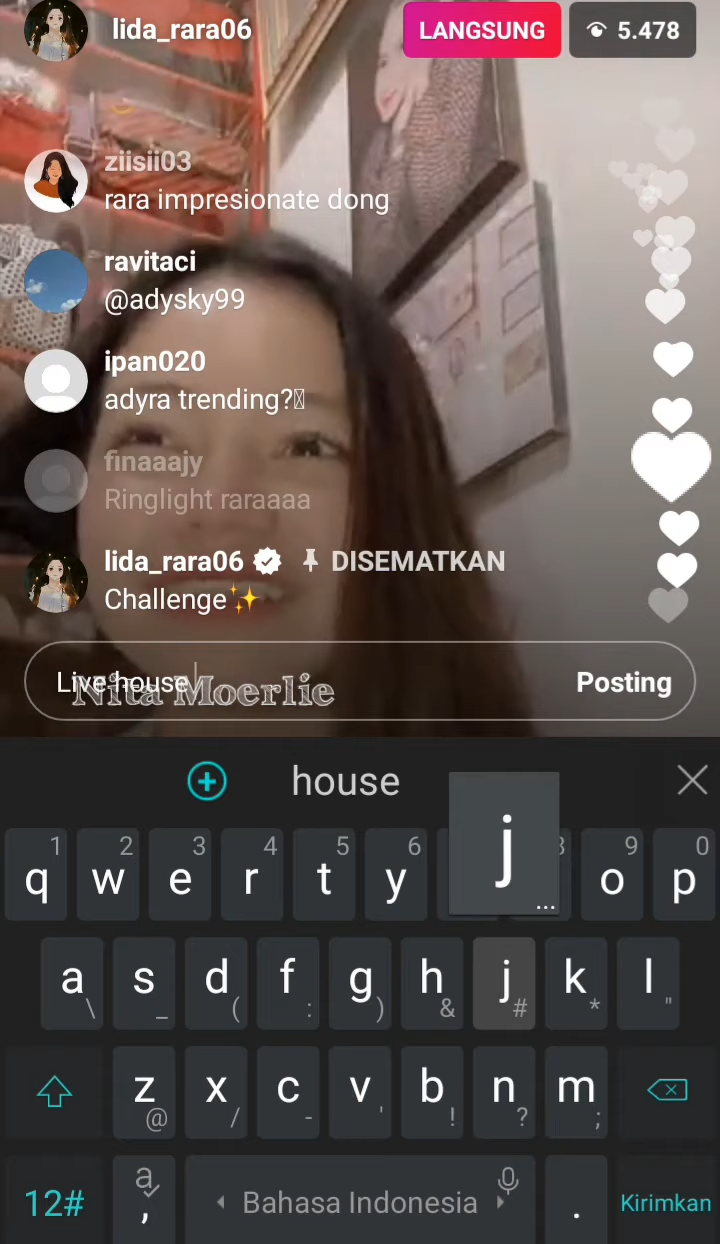 lida_rara06
LANGSUNG
5.478
ziisii03
rara impresionate dong
ravitaci
@adysky99
ipan020
adyra trending?
finaaajy
Ringlight raraaaa
lida_rara06 DISEMATKAN
Challenge✨
Live house
Posting
Nita Moerlie
house
j
...
1 2 3 4 5 6 8 9 0
q w e r t y o p
a s d f g h j k l
\ _ ( : ) & # * "
z x c v b n m
@ / - ' ! ? ;
12# a , Bahasa Indonesia . Kirimkan